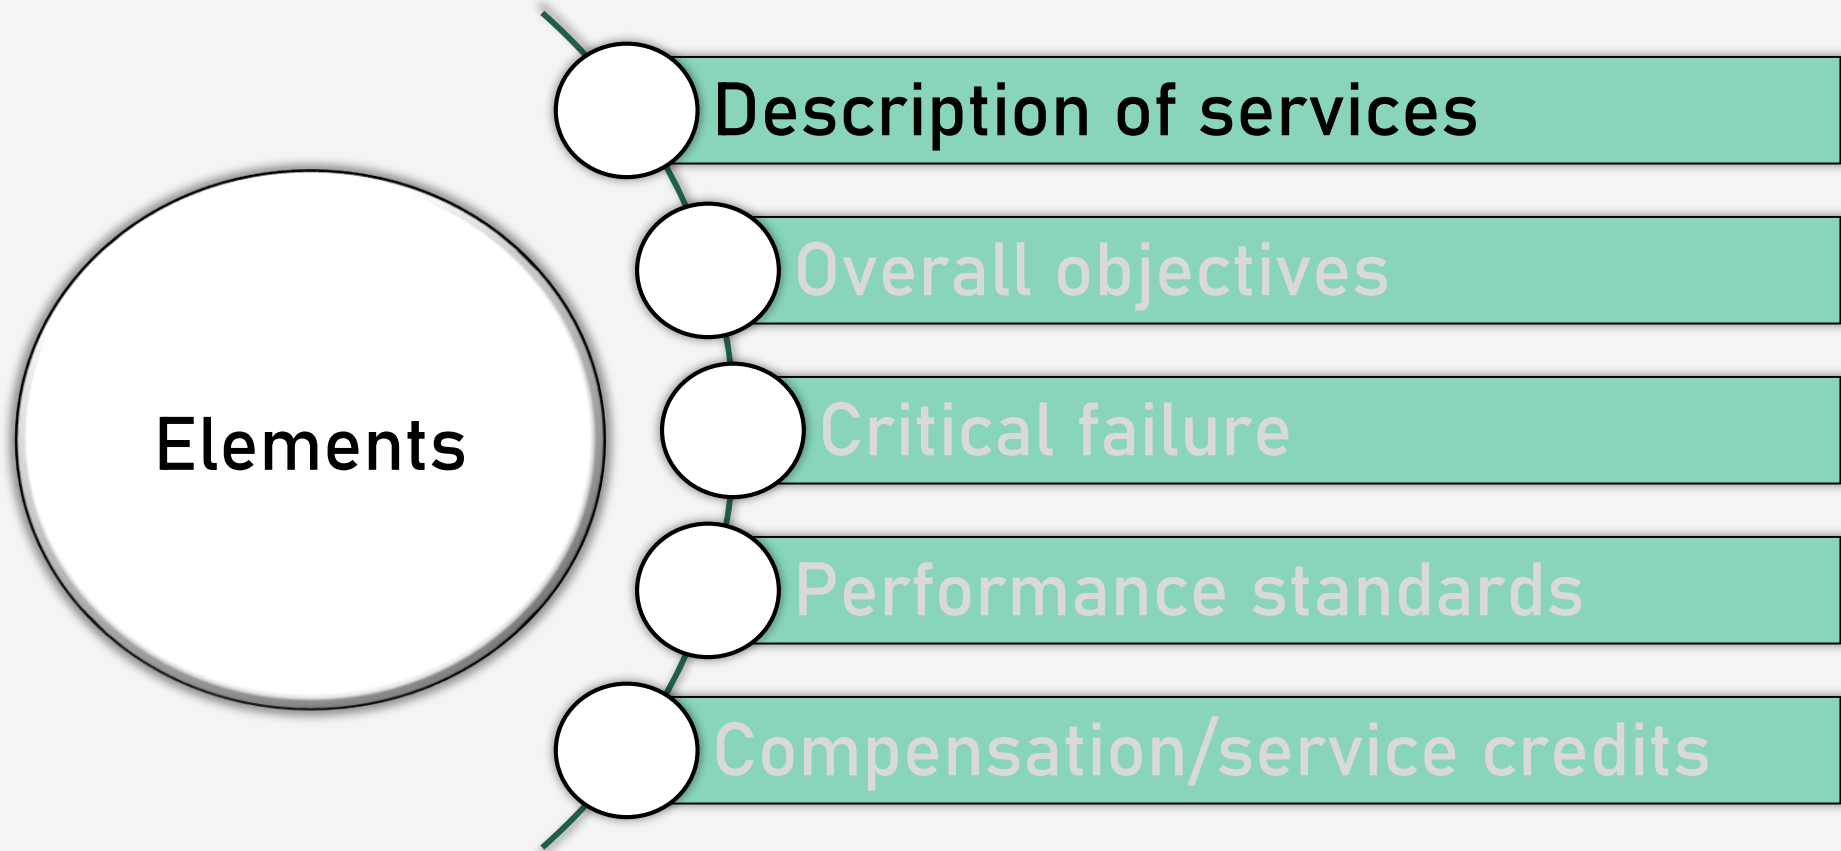 Elements
Description of services
Overall objectives
Critical failure
Performance standards
Compensation/service credits